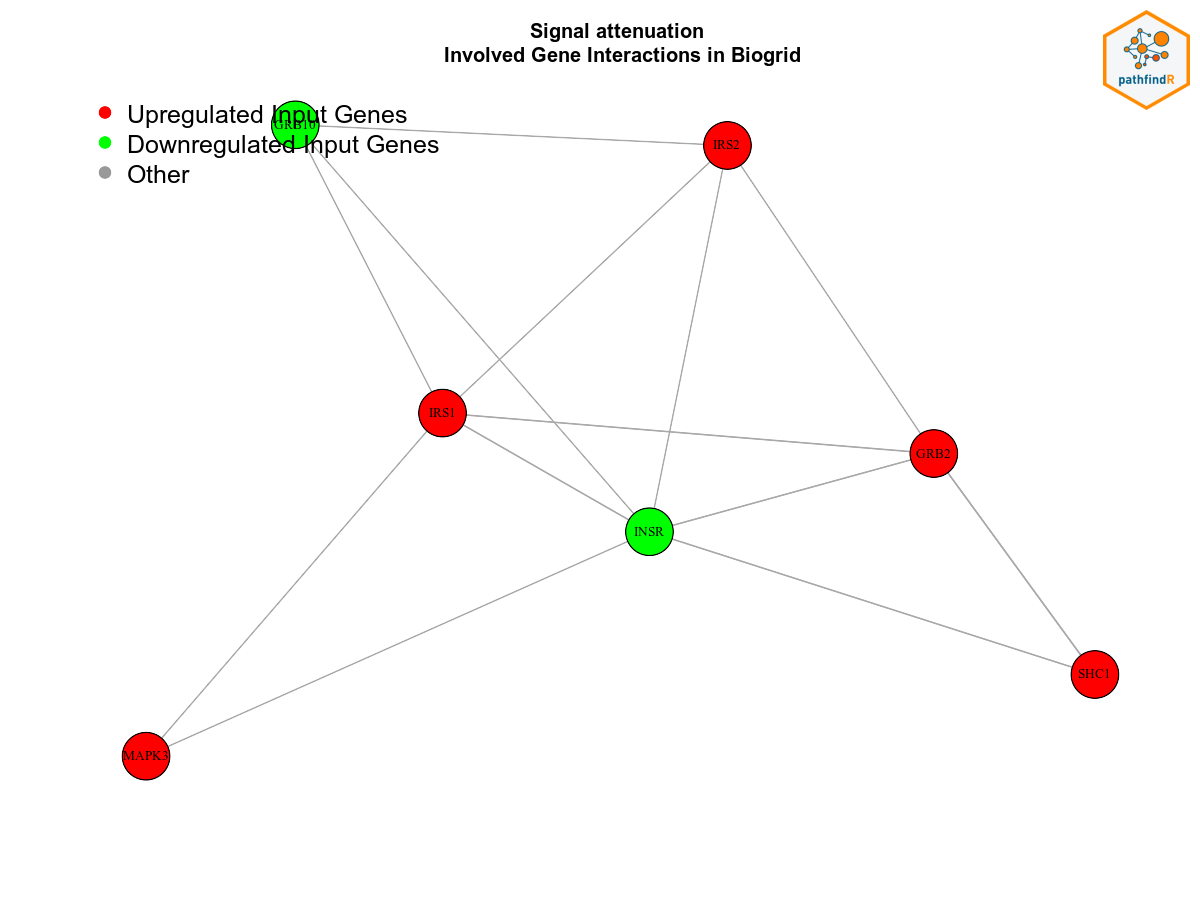 Signal attenuation
Involved Gene Interactions in Biogrid
pathfindR
Upregulated Input Genes
GRB10
Downregulated Input Genes
Other
IRS2
IRS1
GRB2
INSR
SHC1
MAPK3